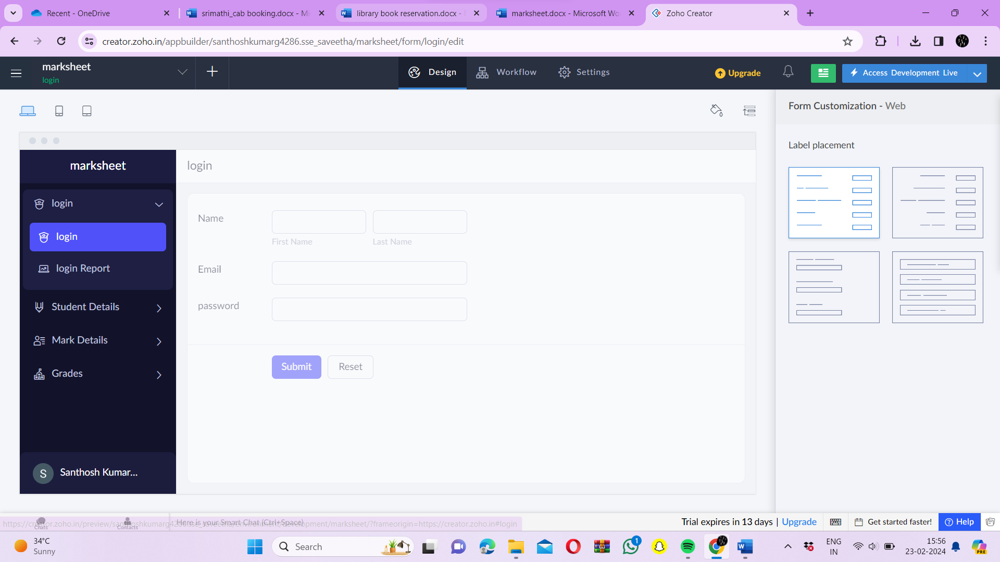 Recent - OneDrive
srimathi_cab booking.docx - Mi
library book reservation.docx -
marksheet.docx - Microsoft Wo
Zoho Creator
creator.zoho.in/appbuilder/santhoshkumarg4286.sse_saveetha/marksheet/form/login/edit
marksheet
login
Design
Workflow
Settings
Upgrade
Access Development Live
Form Customization - Web
Label placement
marksheet
login
login
login
login Report
Student Details
Mark Details
Grades
Santhosh Kumar...
Name
First Name
Last Name
Email
password
Submit
Reset
Chats
Contacts
Here is your Smart Chat (Ctrl+Space)
https://creator.zoho.in/preview/santhoshkumarg4286.sse_saveetha/environment/development/marksheet/?frameorigin=https://creator.zoho.in#login
Trial expires in 13 days | Upgrade
Get started faster!
Help
34°C
Sunny
Search
1
ENG
IN
15:56
23-02-2024
PRE